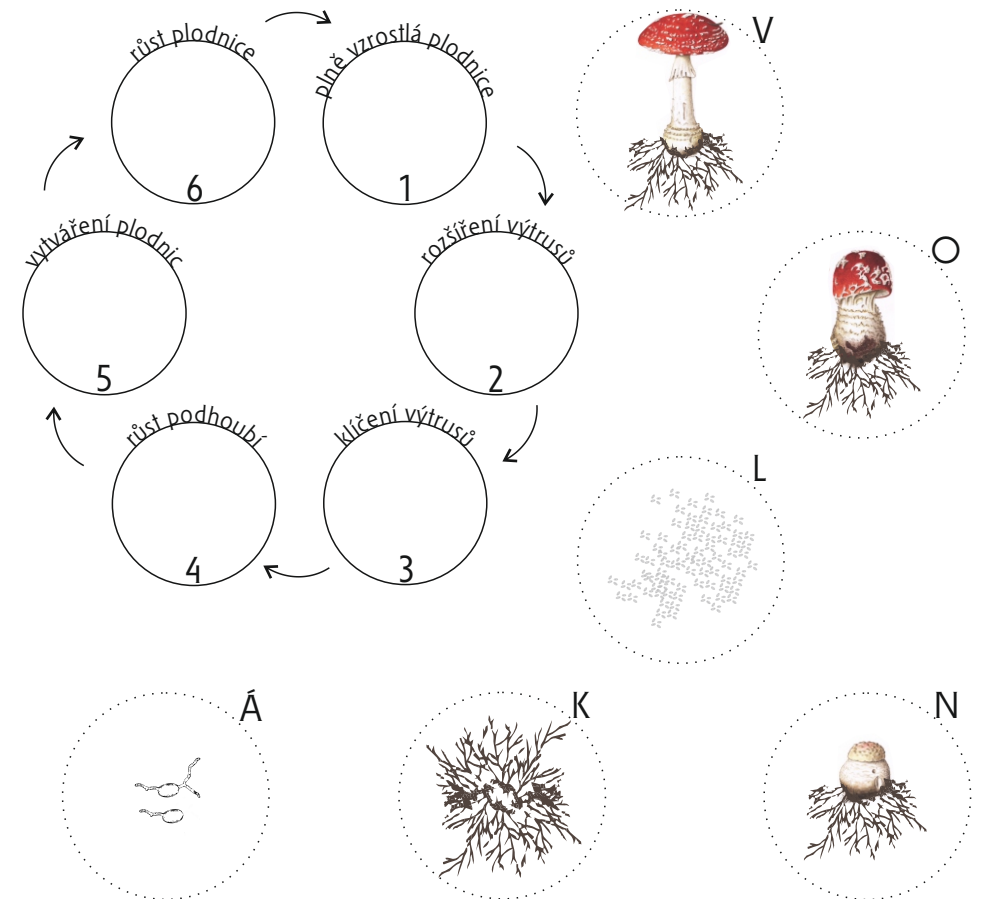 růst plodnice
6
plně vzrostlá plodnice
1
rozšíření výtrusů
2
klíčení výtrusů
3
růst podhoubí
4
vytváření plodnic
5
V
O
L
Á
K
N